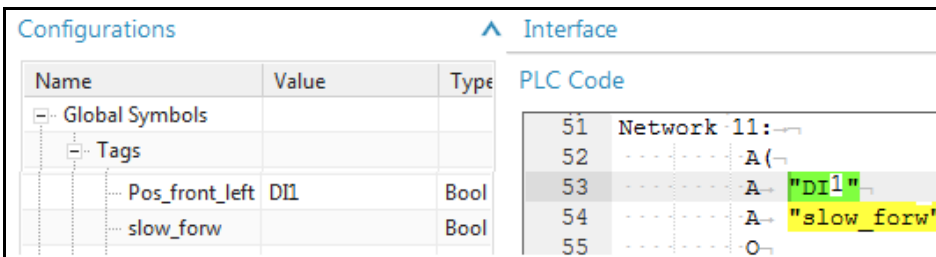 Configurations
Name Value Type
Global Symbols
Tags
Pos_front_left DI1 Bool
slow_forw Bool
Interface
PLC Code
51 Network 11:
52 A(
53 A "DI1"
54 A "slow_forw"
55 O